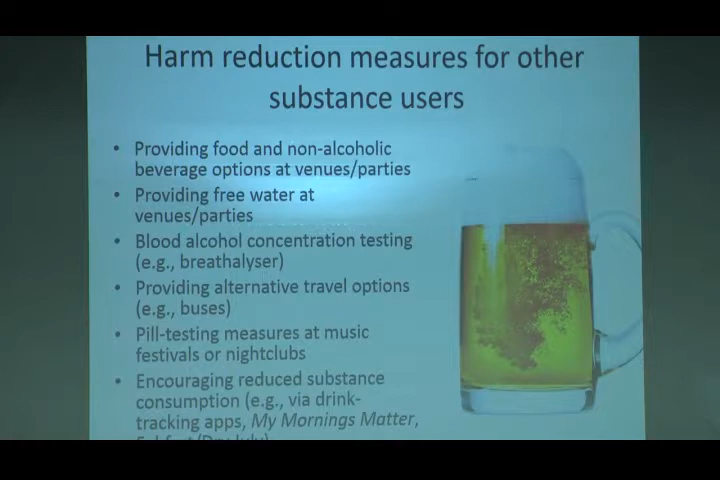 Harm reduction measures for other
substance users
• Providing food and non-alcoholic
beverage options at venues/parties
• Providing free water at
venues/parties
• Blood alcohol concentration testing
(e.g., breathalyser)
• Providing alternative travel options
(e.g., buses)
• Pill-testing measures at music
festivals or nightclubs
• Encouraging reduced substance
consumption (e.g., via drink-
tracking apps, My Mornings Matter,